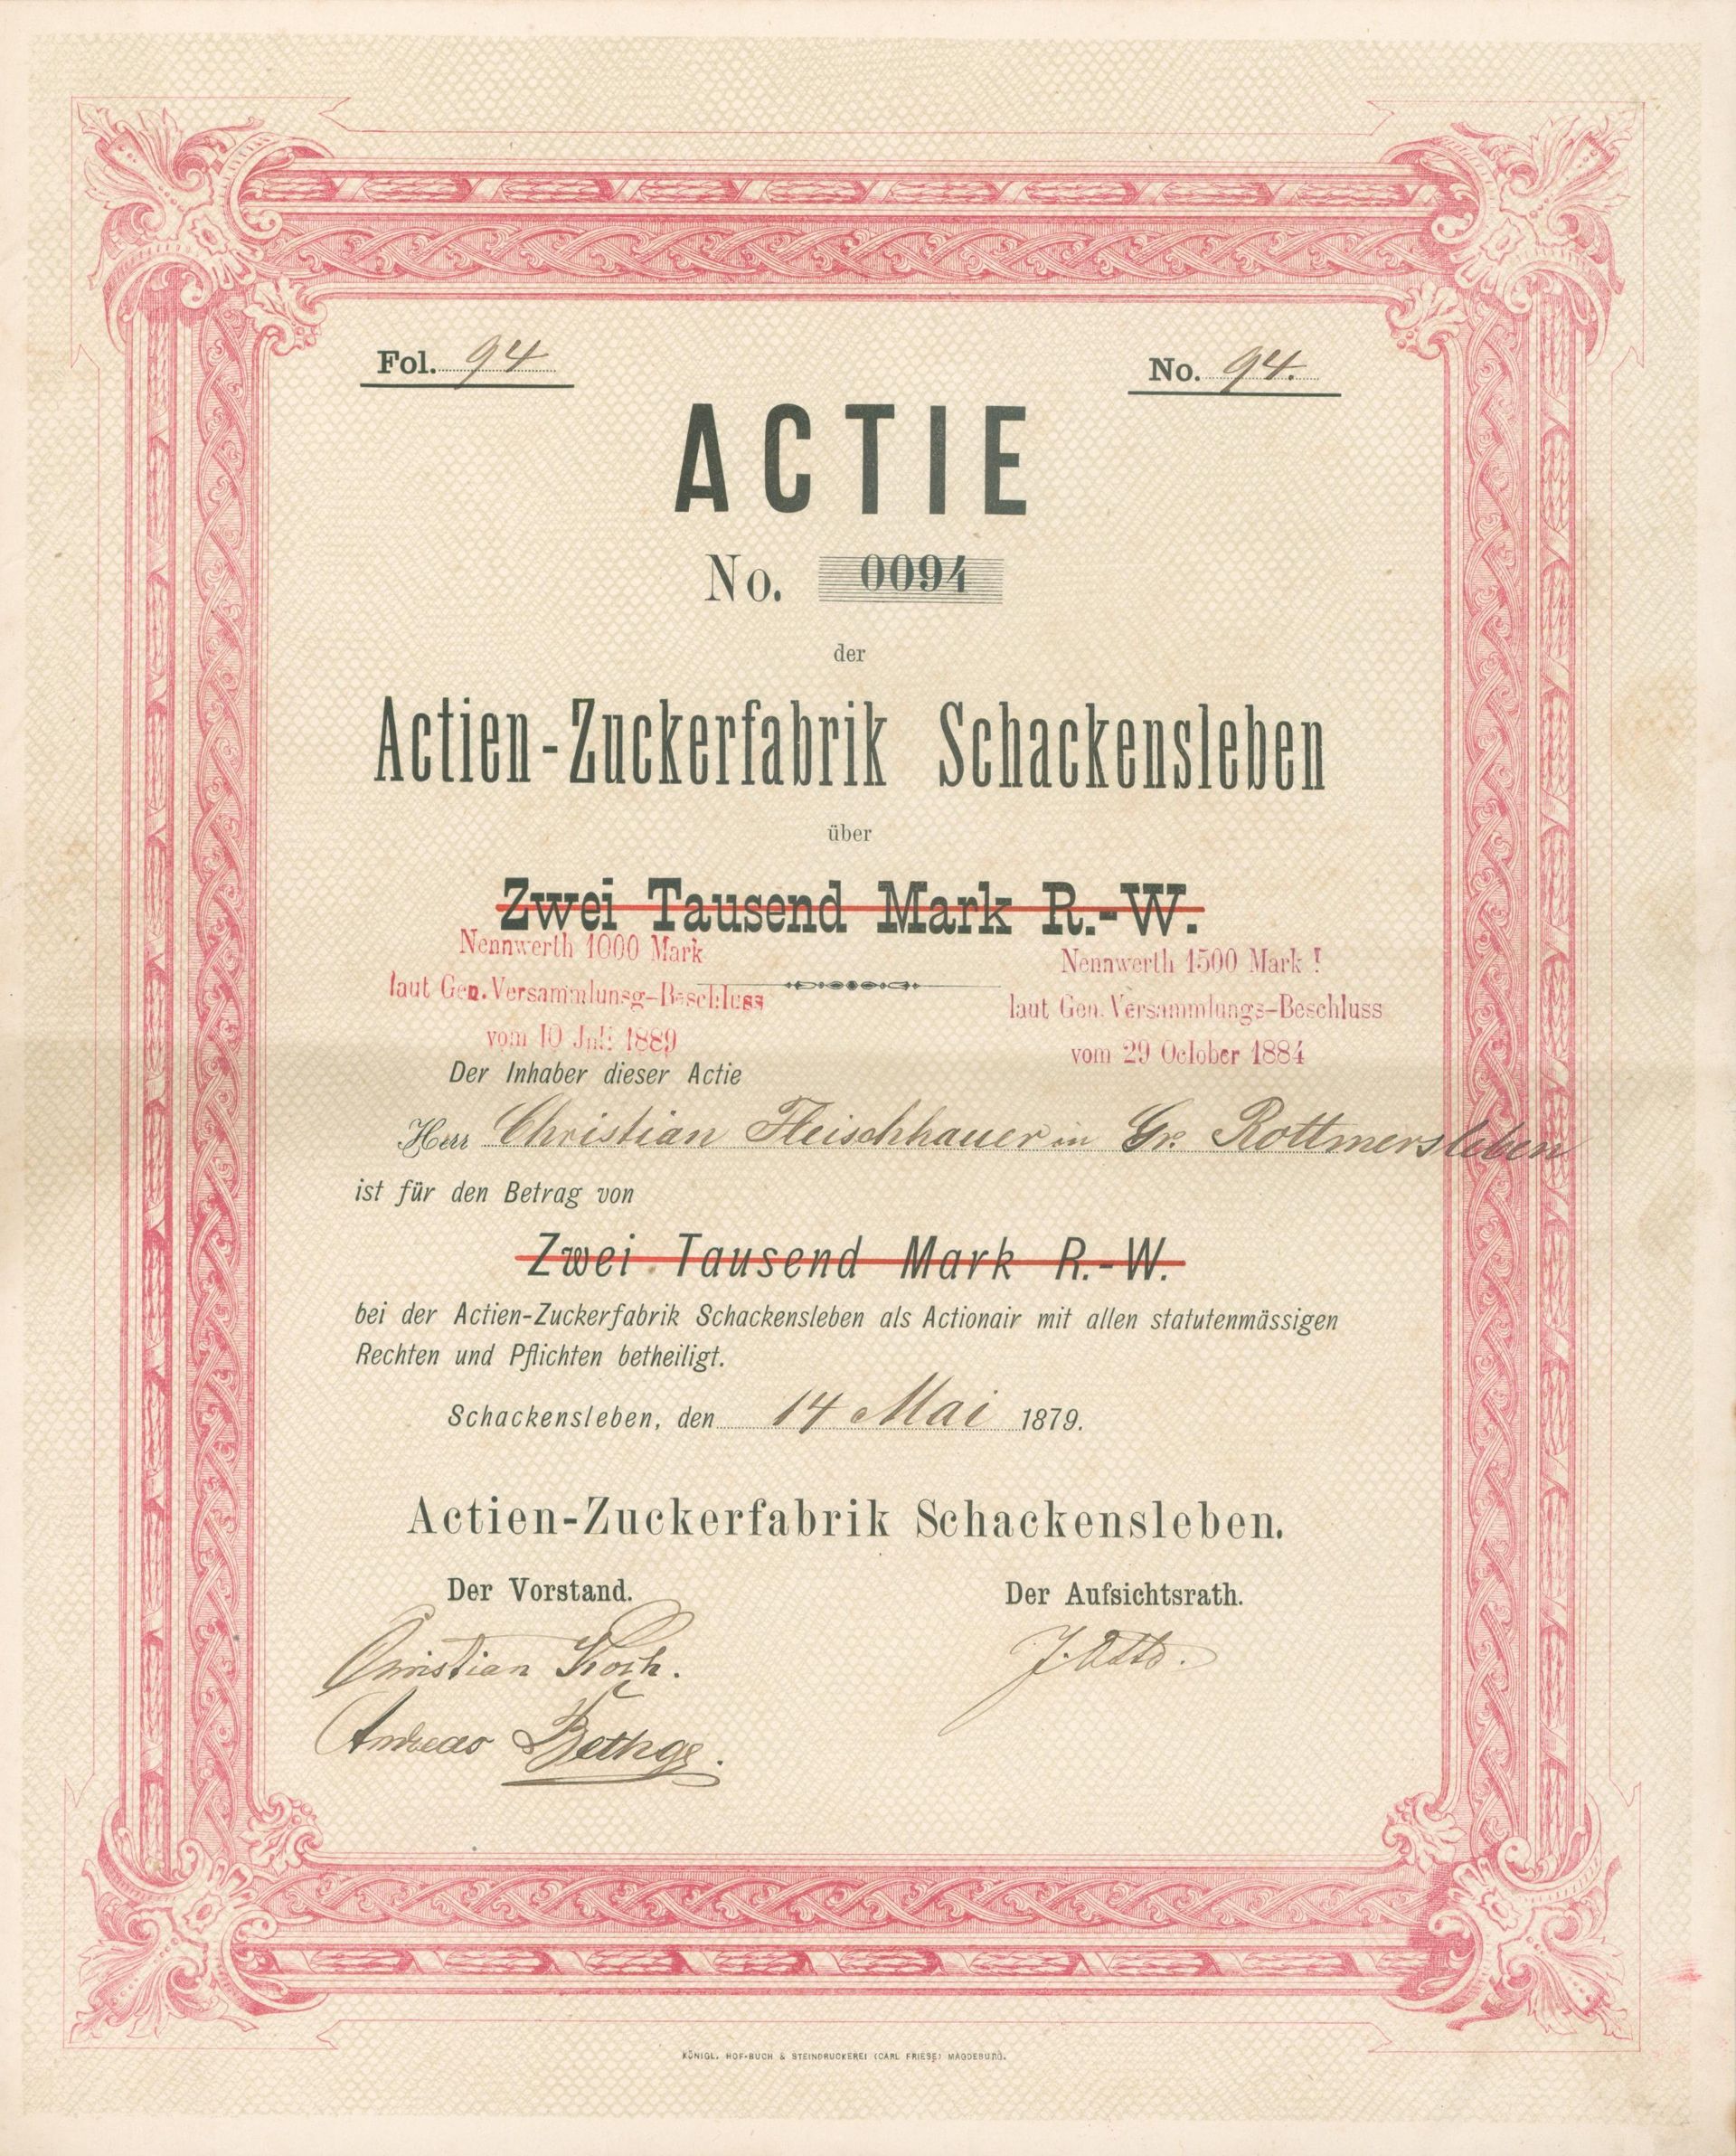 Fol. 94
No. 94.
ACTIE
No. 0094
der
Actien-Zuckerfabrik Schackensleben
über
Zwei Tausend Mark R.-W.
Nennwerth 1000 Mark
laut Gen. Versammlunsg-Beschluss
vom 10 Juli 1889
Nennwerth 1500 Mark !
laut Gen. Versammlungs-Beschluss
vom 29 October 1884
Der Inhaber dieser Actie
Herr Christian Fleischhauer in Gr. Rottmersleben
ist für den Betrag von
Zwei Tausend Mark R.-W.
bei der Actien-Zuckerfabrik Schackensleben als Actionair mit allen statutenmässigen
Rechten und Pflichten betheiligt.
Schackensleben, den 14 Mai 1879.
Actien-Zuckerfabrik Schackensleben.
Der Vorstand.
Der Aufsichtsrath.
Christian Koch.
J. Otto.
Andreas Bethge.
KÖNIGL. HOF-BUCH & STEINDRUCKEREI (CARL FRIESE) MAGDEBURG.